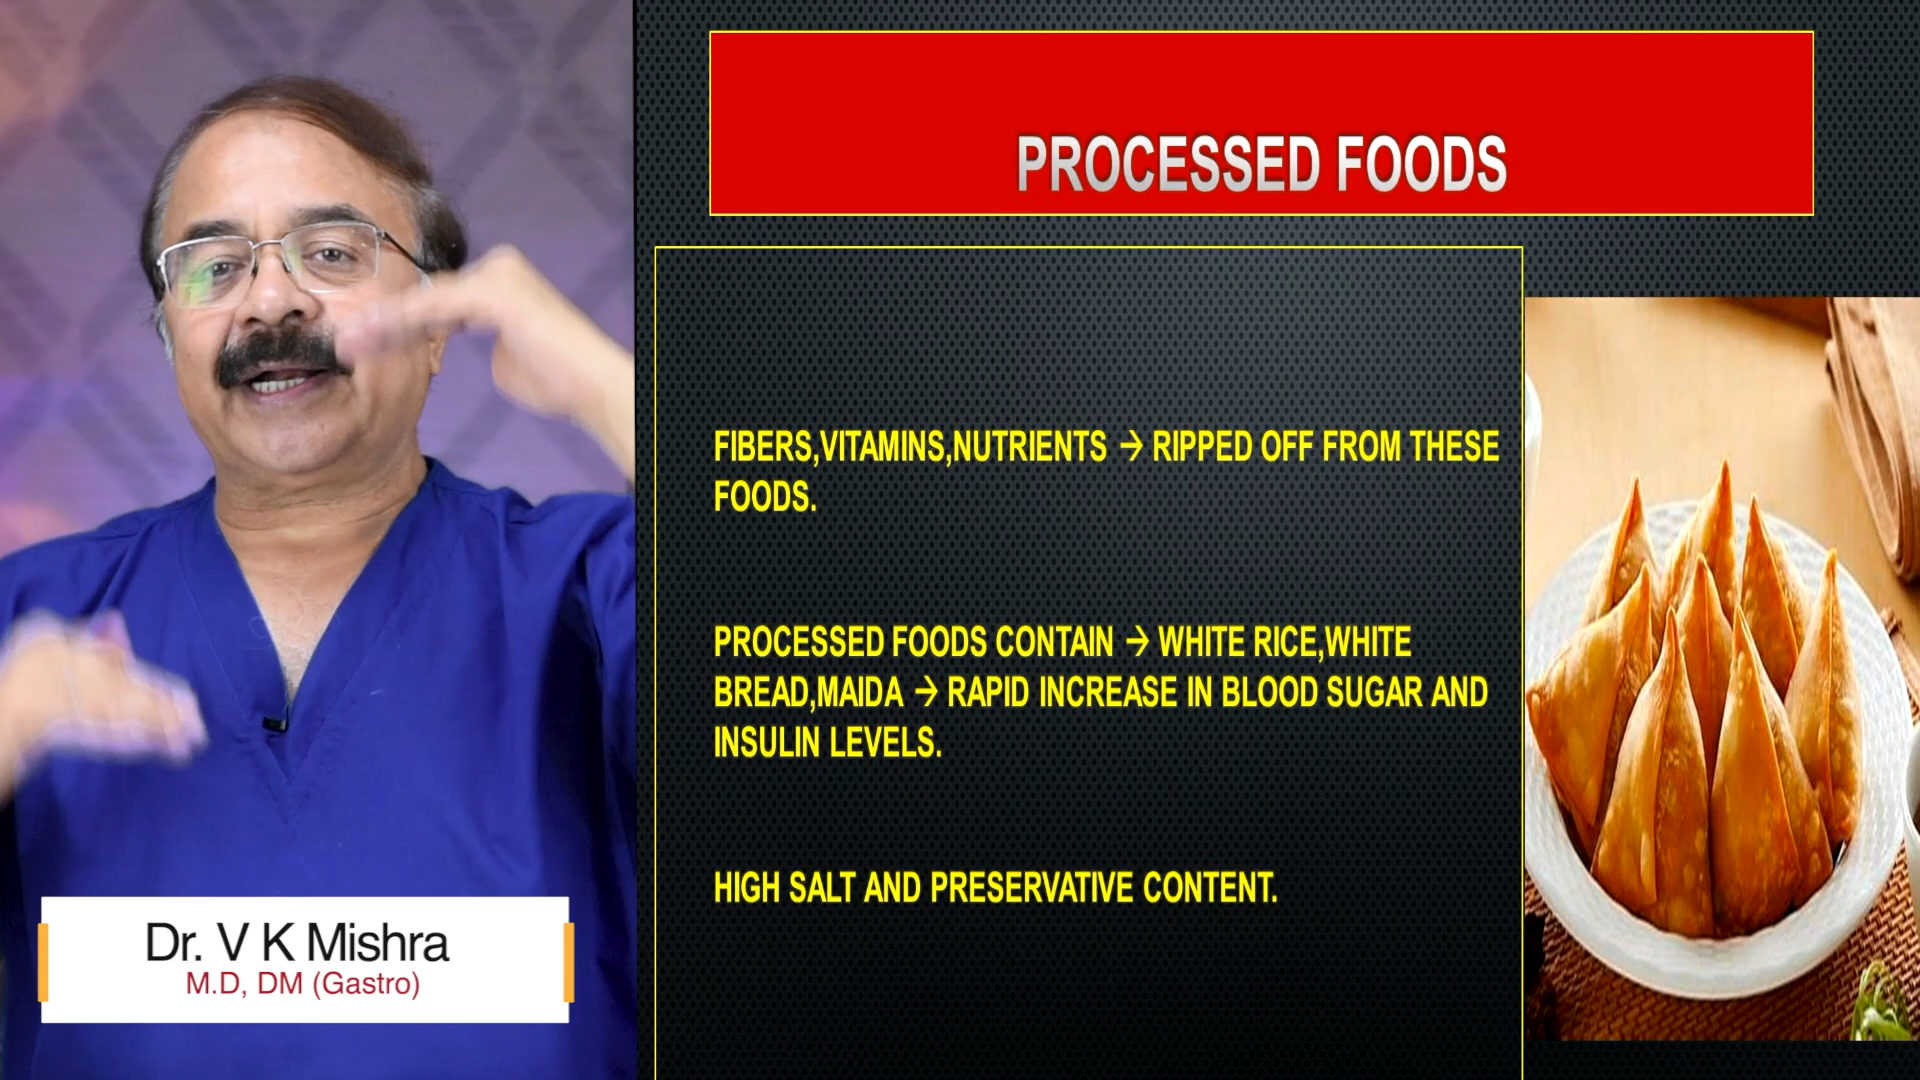 PROCESSED FOODS
FIBERS,VITAMINS,NUTRIENTS → RIPPED OFF FROM THESE
FOODS.
PROCESSED FOODS CONTAIN → WHITE RICE,WHITE
BREAD,MAIDA → RAPID INCREASE IN BLOOD SUGAR AND
INSULIN LEVELS.
HIGH SALT AND PRESERVATIVE CONTENT.
Dr. V K Mishra
M.D, DM (Gastro)